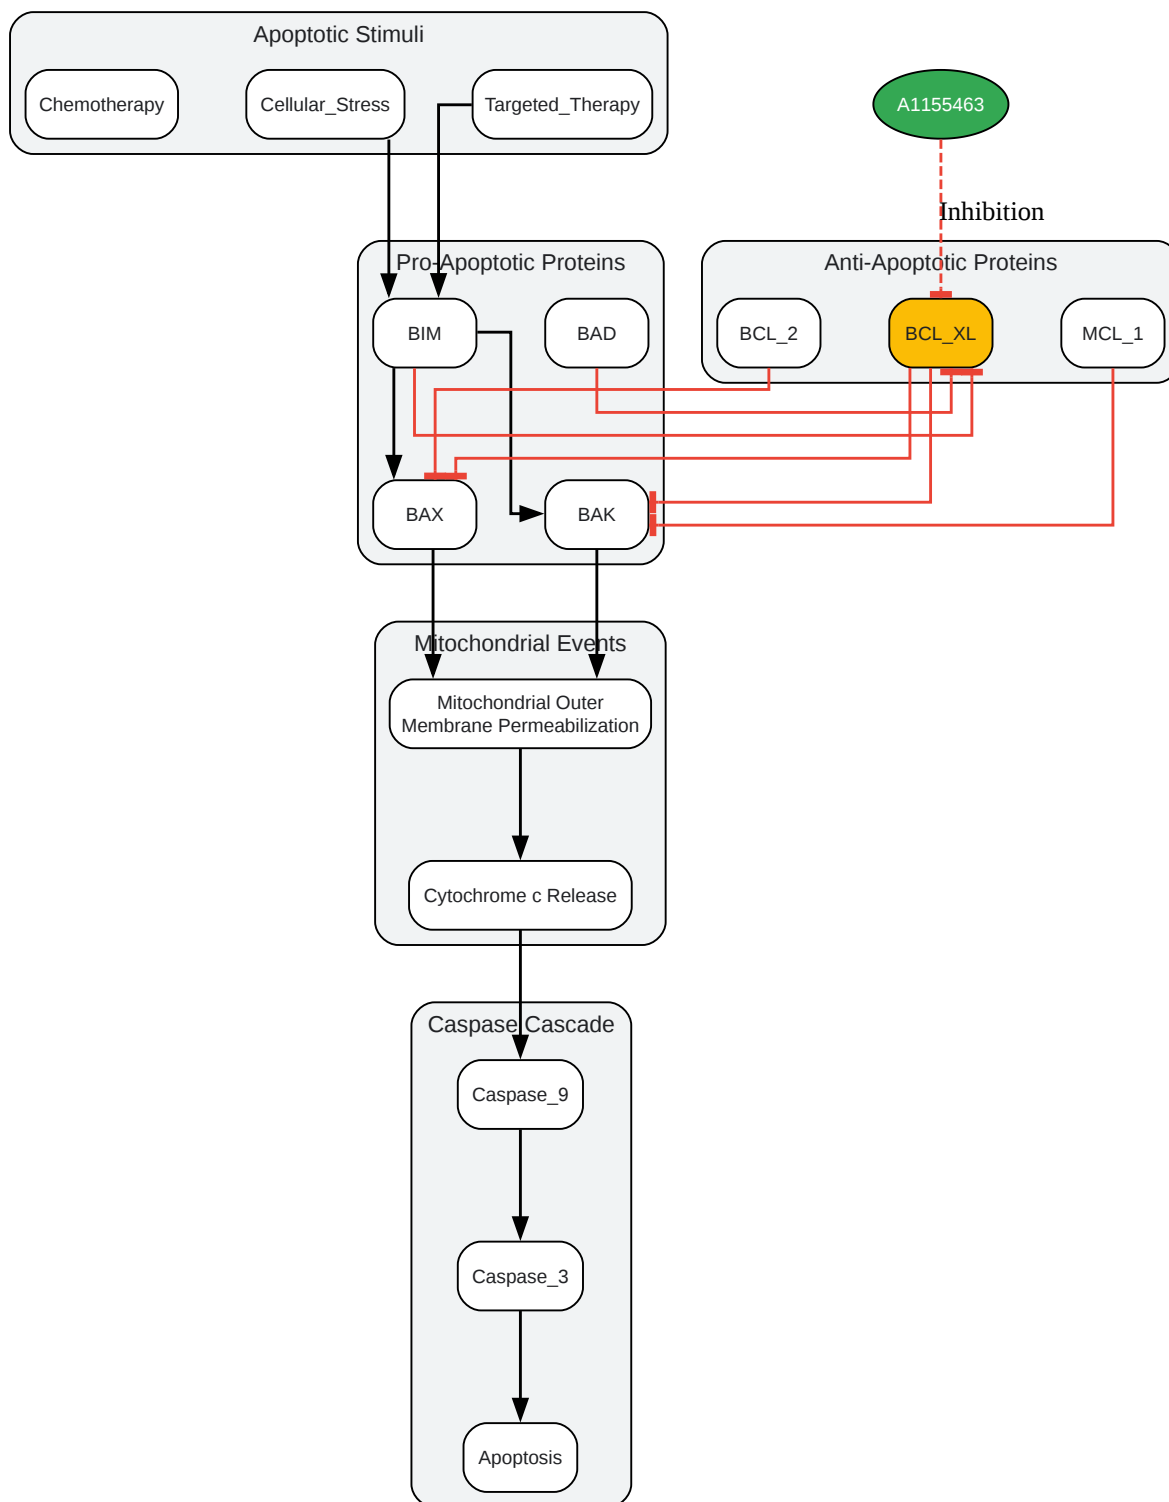 Apoptotic Stimuli
Chemotherapy
Cellular_Stress
Targeted_Therapy
A1155463
Inhibition
Pro-Apoptotic Proteins
Anti-Apoptotic Proteins
BIM
BAD
BCL_2
BCL_XL
MCL_1
BAX
BAK
Mitochondrial Events
Mitochondrial Outer
Membrane Permeabilization
Cytochrome c Release
Caspase Cascade
Caspase_9
Caspase_3
Apoptosis